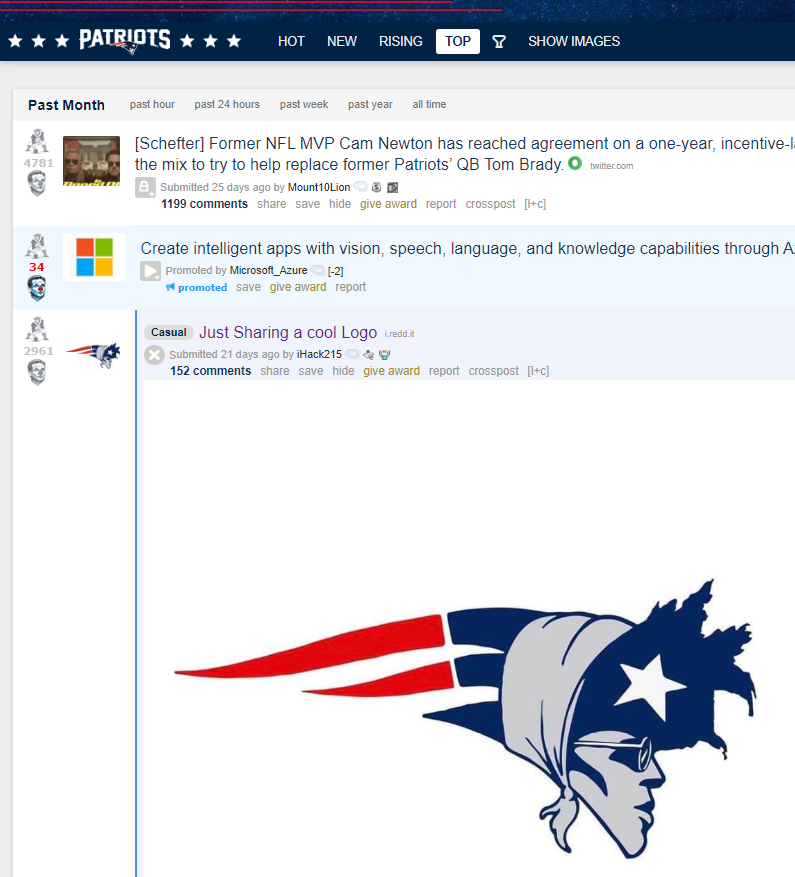 PATRIOTS HOT NEW RISING TOP SHOW IMAGES
Past Month past hour past 24 hours past week past year all time
[Schefter] Former NFL MVP Cam Newton has reached agreement on a one-year, incentive-la
4781
the mix to try to help replace former Patriots' QB Tom Brady. twitter.com
Submitted 25 days ago by Mount10Lion
1199 comments share save hide give award report crosspost [l+c]
Create intelligent apps with vision, speech, language, and knowledge capabilities through Az
34
Promoted by Microsoft_Azure [-2]
promoted save give award report
Casual Just Sharing a cool Logo i.redd.it
2961
Submitted 21 days ago by iHack215
152 comments share save hide give award report crosspost [l+c]